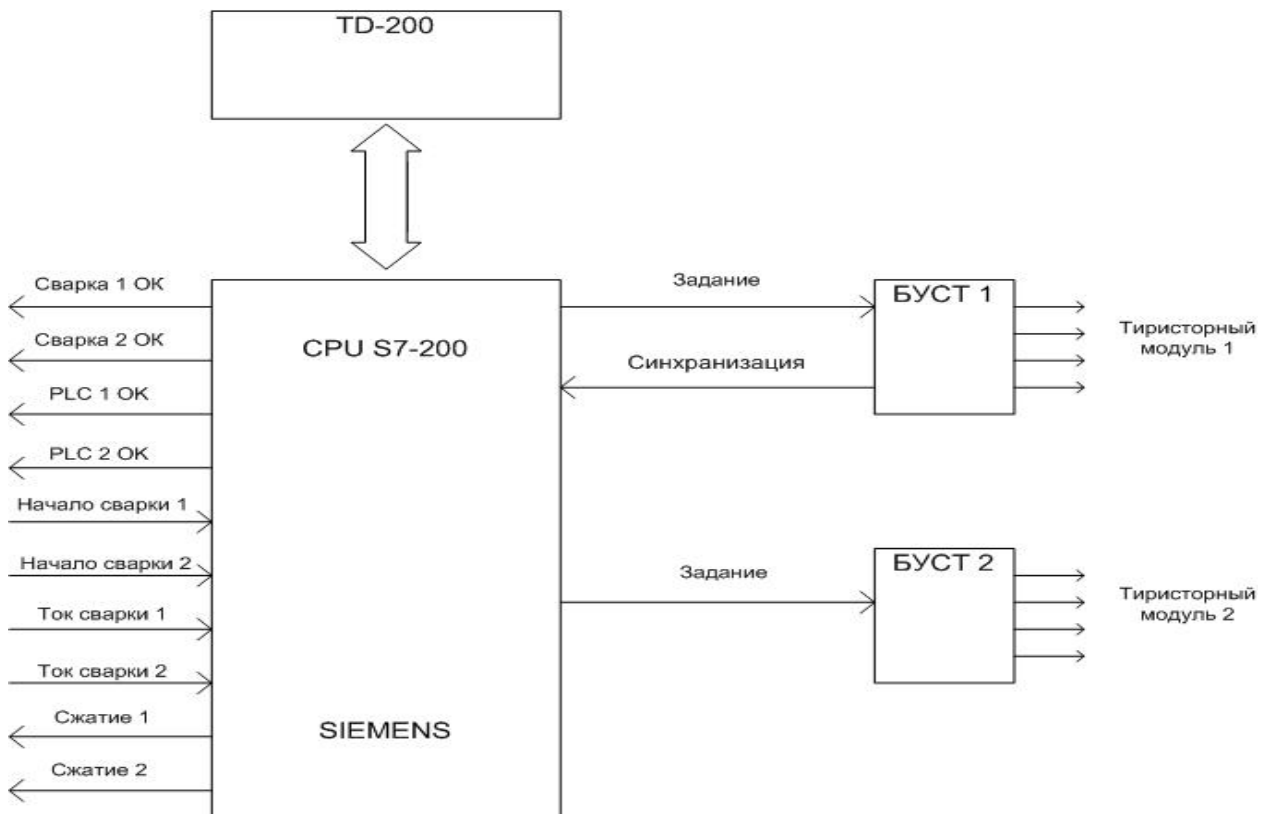 TD-200
Сварка 1 ОК
Сварка 2 ОК
PLC 1 ОК
PLC 2 ОК
Начало сварки 1
Начало сварки 2
Ток сварки 1
Ток сварки 2
Сжатие 1
Сжатие 2
CPU S7-200
SIEMENS
Задание
Синхранизация
БУСТ 1
Тиристорный
модуль 1
Задание
БУСТ 2
Тиристорный
модуль 2